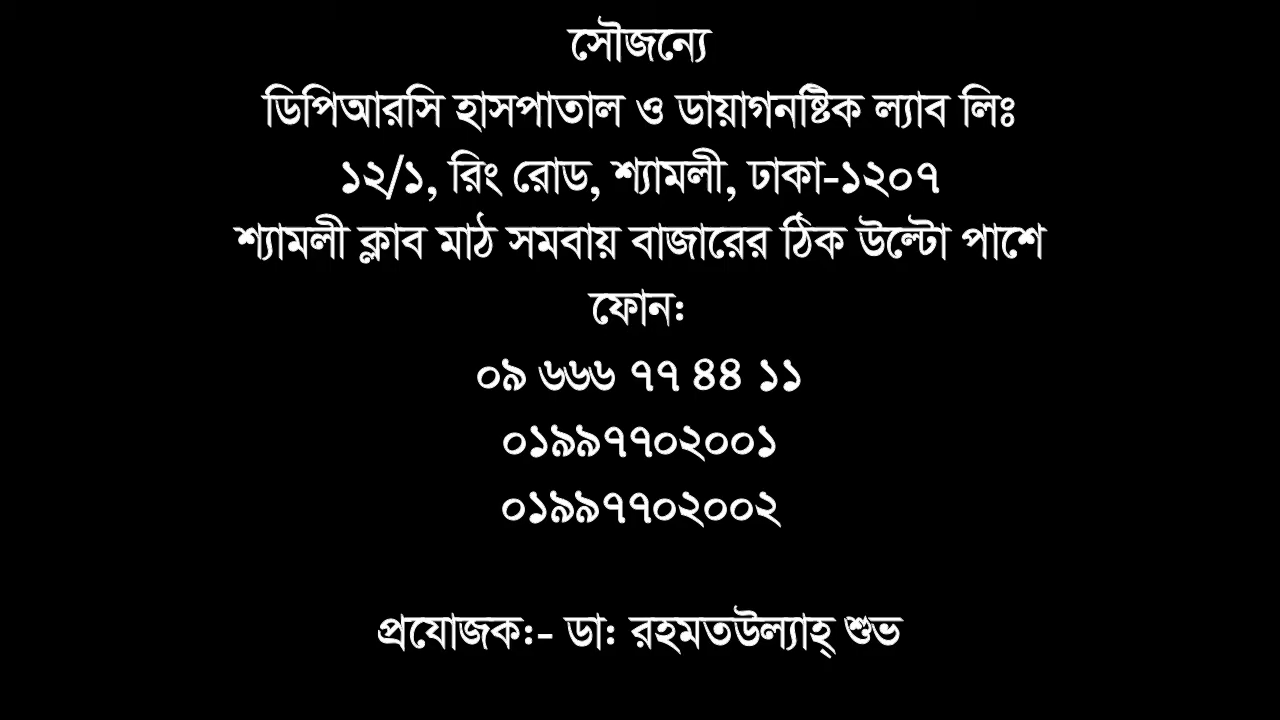 সৌজন্যে
ডিপিআরসি হাসপাতাল ও ডায়াগনষ্টিক ল্যাব লিঃ
১২/১, রিং রোড, শ্যামলী, ঢাকা-১২০৭
শ্যামলী ক্লাব মাঠ সমবায় বাজারের ঠিক উল্টো পাশে
ফোন:
০৯ ৬৬৬ ৭৭ ৪৪ ১১
০১৯৯৭৭০২০০১
০১৯৯৭৭০২০০২
প্রযোজক:- ডা: রহমতউল্যাহ্ শুভ